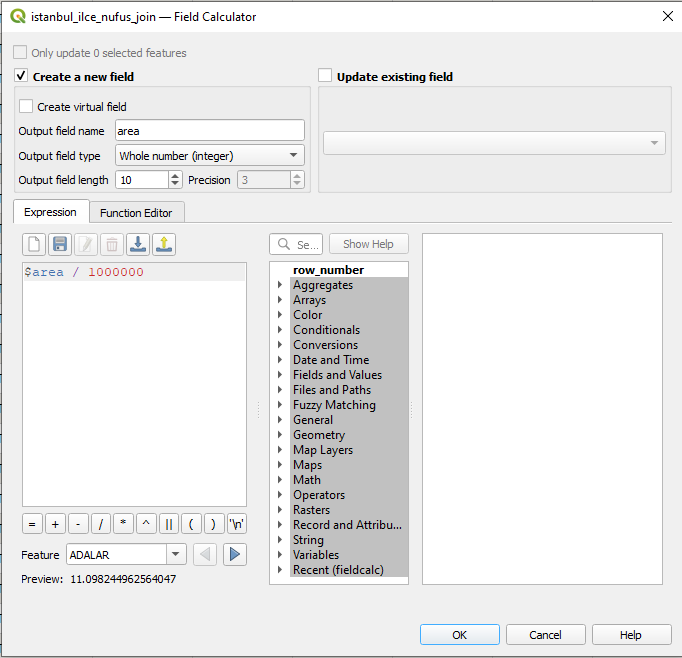 istanbul_ilce_nufus_join — Field Calculator
Only update 0 selected features
Create a new field
Update existing field
Create virtual field
Output field name area
Output field type Whole number (integer)
Output field length 10 Precision 3
Expression Function Editor
Se... Show Help
$area / 1000000
row_number
Aggregates
Arrays
Color
Conditionals
Conversions
Date and Time
Fields and Values
Files and Paths
Fuzzy Matching
General
Geometry
Map Layers
Maps
Math
Operators
Rasters
Record and Attribu...
String
Variables
Recent (fieldcalc)
= + - / * ^ || ( ) '\n'
Feature ADALAR
Preview: 11.098244962564047
OK Cancel Help